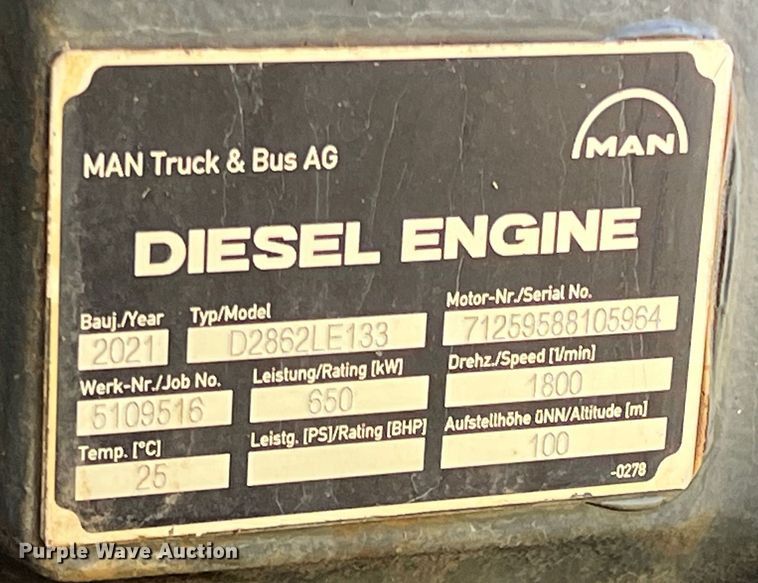 MAN Truck & Bus AG
MAN
DIESEL ENGINE
Bauj./Year Typ/Model Motor-Nr./Serial No.
2021 D2862LE133 71259588105964
Werk-Nr./Job No. Leistung/Rating [kW] Drehz./Speed [1/min]
5109516 650 1800
Temp. [°C] Leistg. [PS]/Rating [BHP] Aufstellhöhe üNN/Altitude [m]
25 100
-0278
Purple Wave Auction